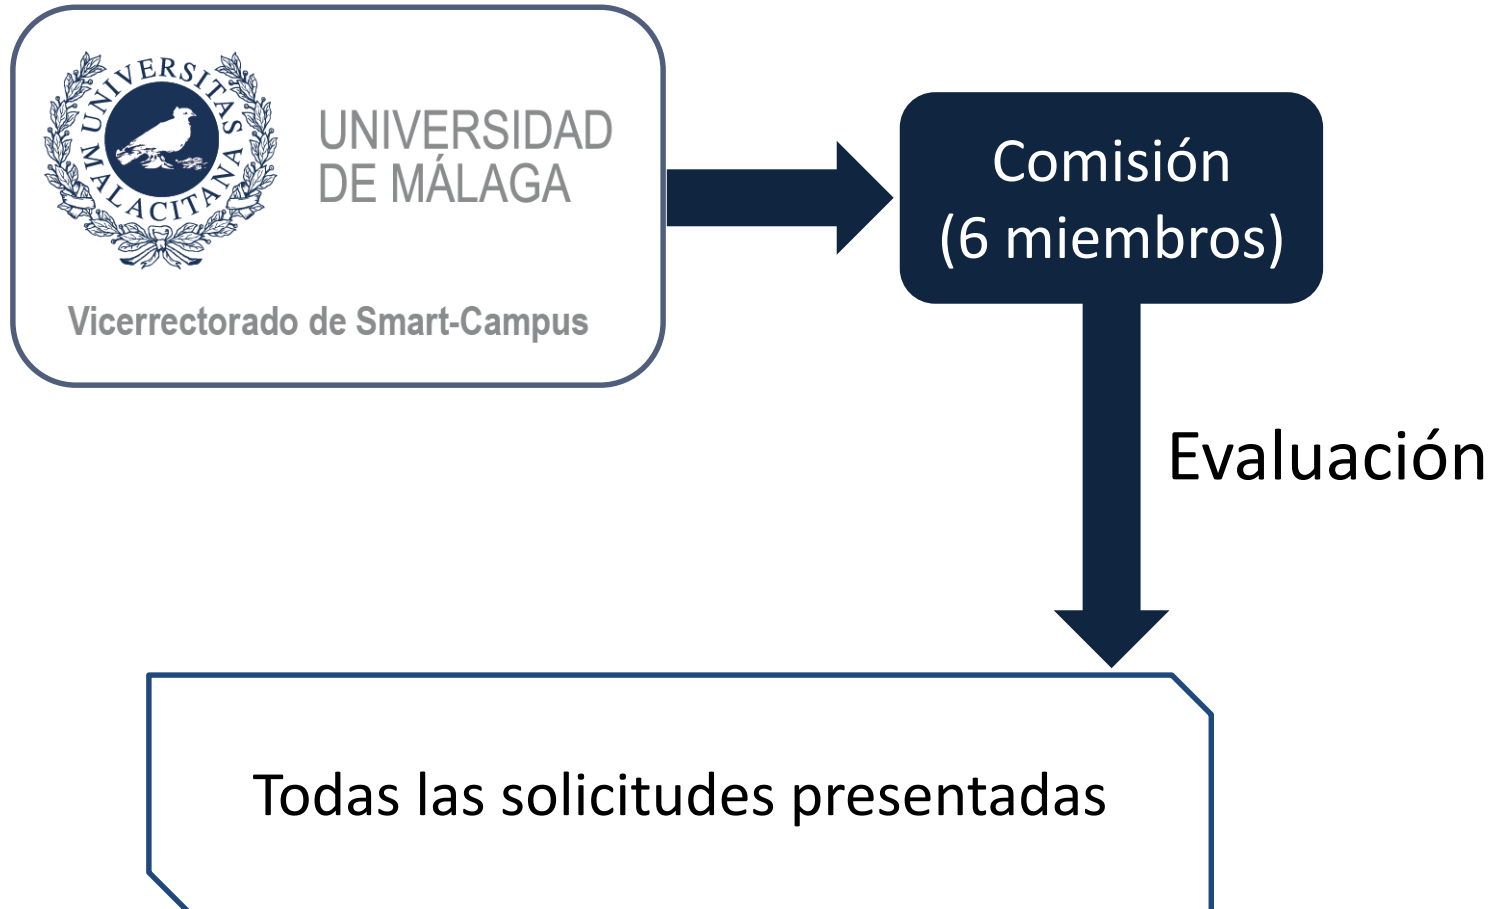 UNIVERSITAS MALACITANA
UNIVERSIDAD
DE MÁLAGA
Vicerrectorado de Smart-Campus
Comisión
(6 miembros)
Evaluación
Todas las solicitudes presentadas